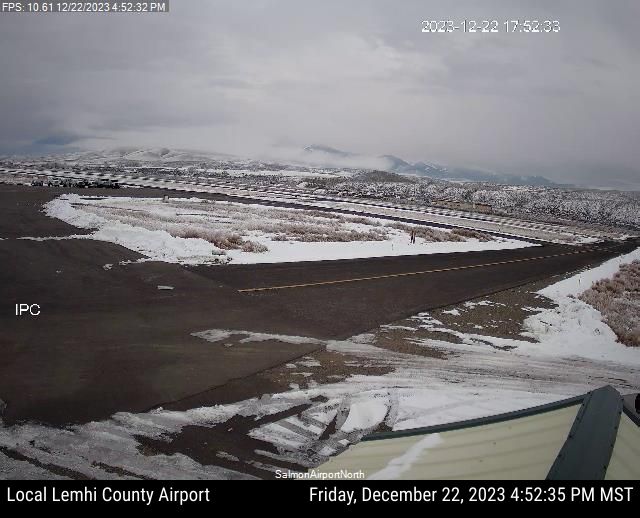 FPS: 10.61 12/22/2023 4:52:32 PM
2023-12-22 17:52:33
IPC
SalmonAirportNorth
Local Lemhi County Airport Friday, December 22, 2023 4:52:35 PM MST